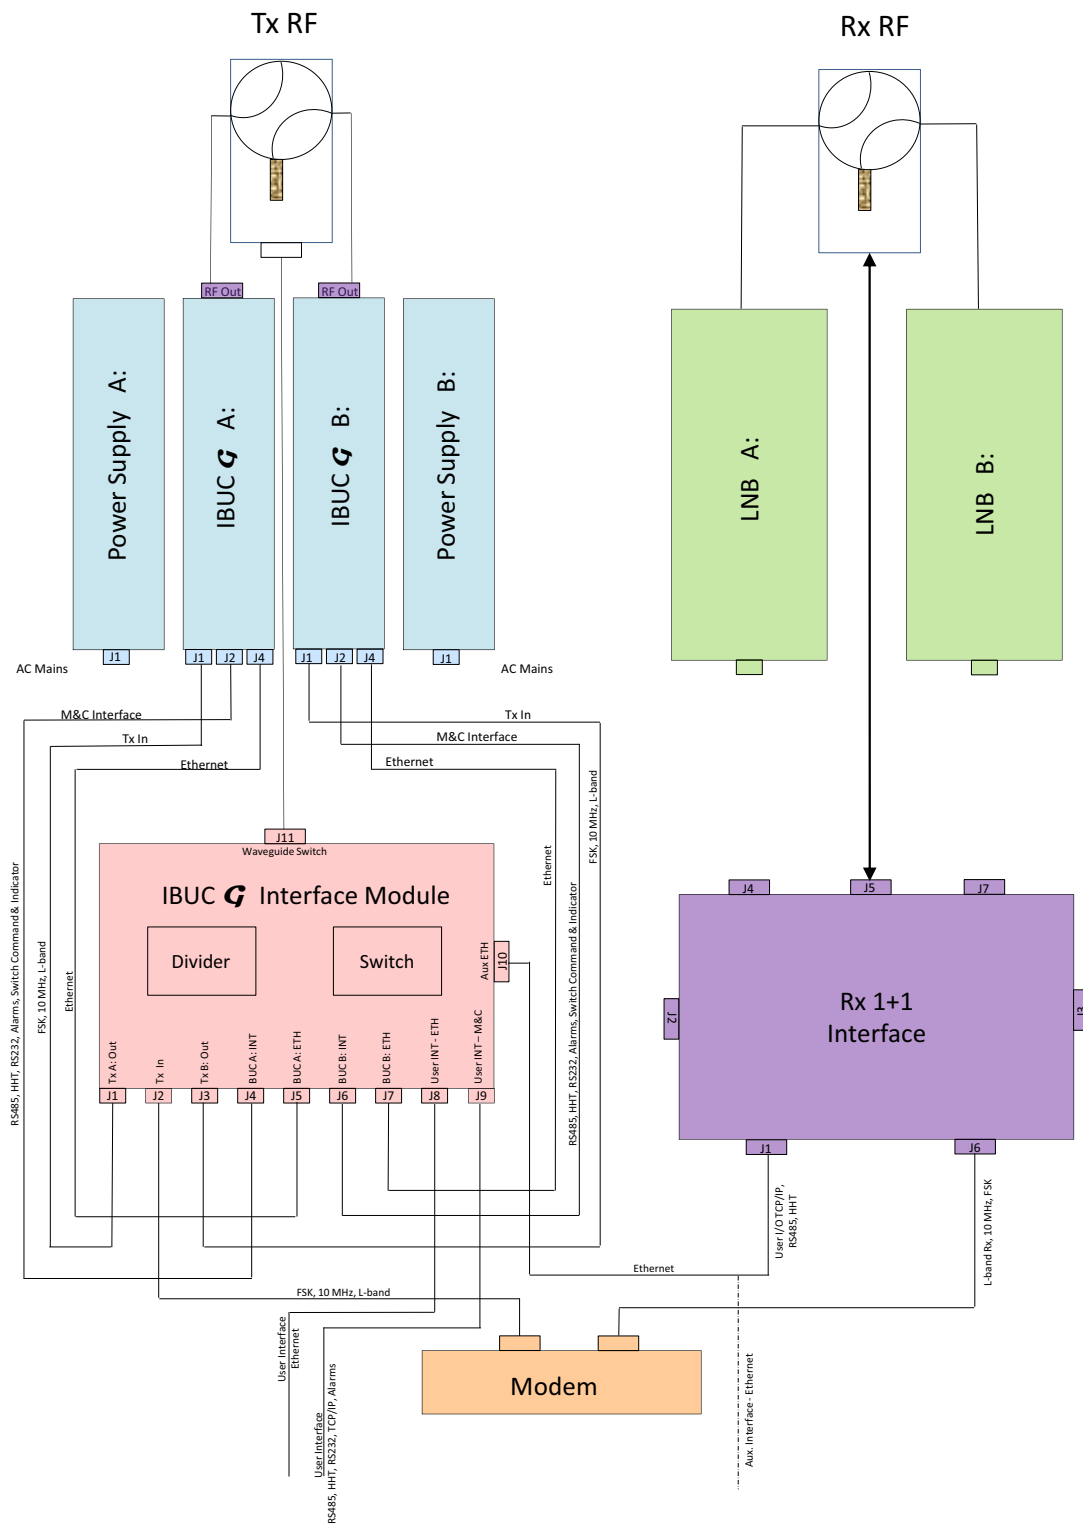 Tx RF
Rx RF
RF Out
RF Out
Power Supply A:
IBUC G A:
IBUC G B:
Power Supply B:
LNB A:
LNB B:
J1
J1
J2
J4
J1
J2
J4
J1
AC Mains
AC Mains
M&C Interface
Tx In
Tx In
M&C Interface
Ethernet
Ethernet
RS485, HHT, RS232, Alarms, Switch Command & Indicator
FSK, 10 MHz, L-band
Ethernet
Ethernet
RS485, HHT, RS232, Alarms, Switch Command & Indicator
FSK, 10 MHz, L-band
J11
Waveguide Switch
IBUC G Interface Module
Divider
Switch
Aux ETH
J10
Tx A: Out
Tx In
Tx B: Out
BUC A: INT
BUC A: ETH
BUC B: INT
BUC B: ETH
User INT - ETH
User INT – M&C
J1
J2
J3
J4
J5
J6
J7
J8
J9
J4
J5
J7
J2
J3
Rx 1+1
Interface
J1
J6
User I/O TCP/IP,
RS485, HHT
L-band Rx, 10 MHz, FSK
Ethernet
FSK, 10 MHz, L-band
User Interface
Ethernet
User Interface
RS485, HHT, RS232, TCP/IP, Alarms
Modem
Aux. Interface - Ethernet